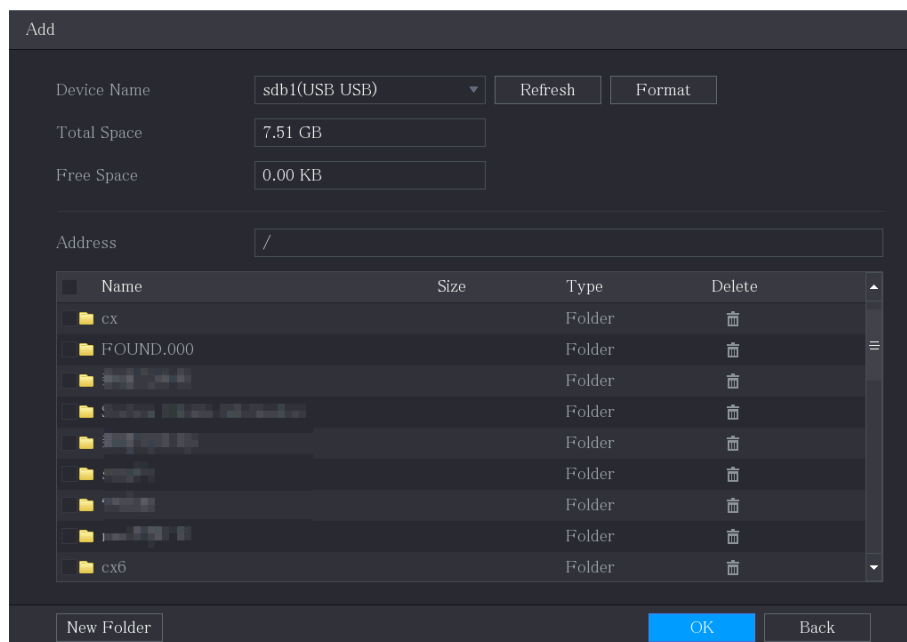 Add
Device Name sdb1(USB USB) Refresh Format
Total Space 7.51 GB
Free Space 0.00 KB
Address /
Name Size Type Delete
cx Folder
FOUND.000 Folder
Folder
Folder
Folder
Folder
Folder
Folder
cx6 Folder
New Folder OK Back